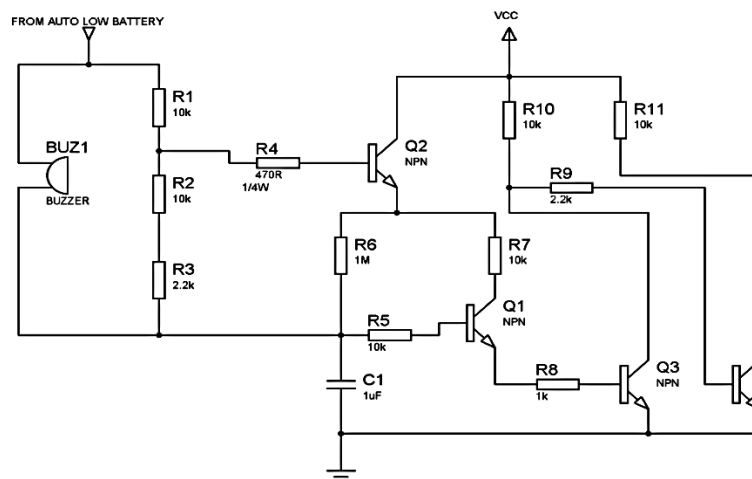 FROM AUTO LOW BATTERY
VCC
R1
10k
R10
10k
R11
10k
BUZ1
BUZZER
R4
470R
1/4W
Q2
NPN
R2
10k
R9
2.2k
R6
1M
R7
10k
R3
2.2k
Q1
NPN
R5
10k
C1
1uF
R8
1k
Q3
NPN